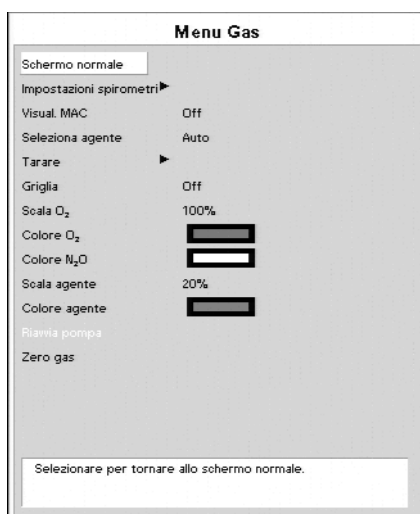 Menu Gas
Schermo normale
Impostazioni spirometri
Visual. MAC Off
Seleziona agente Auto
Tarare
Griglia Off
Scala O₂ 100%
Colore O₂
Colore N₂O
Scala agente 20%
Colore agente
Riavvia pompa
Zero gas
Selezionare per tornare allo schermo normale.